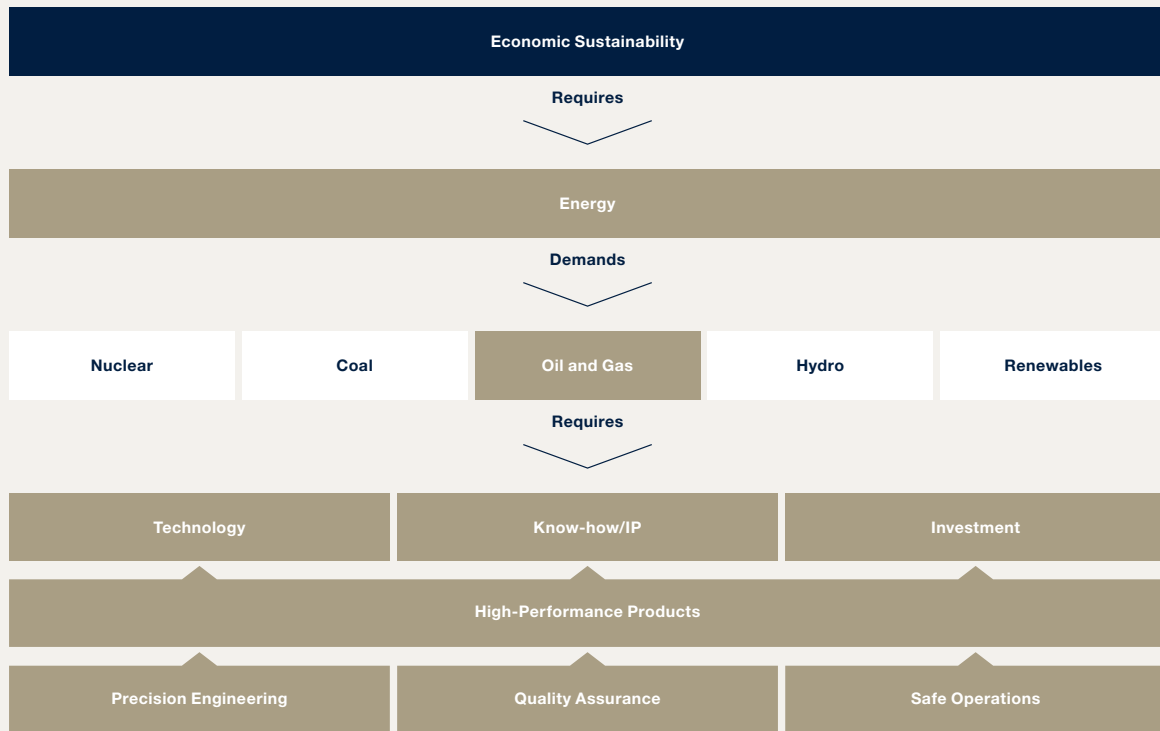 Economic Sustainability
Requires
Energy
Demands
Nuclear
Coal
Oil and Gas
Hydro
Renewables
Requires
Technology
Know-how/IP
Investment
High-Performance Products
Precision Engineering
Quality Assurance
Safe Operations